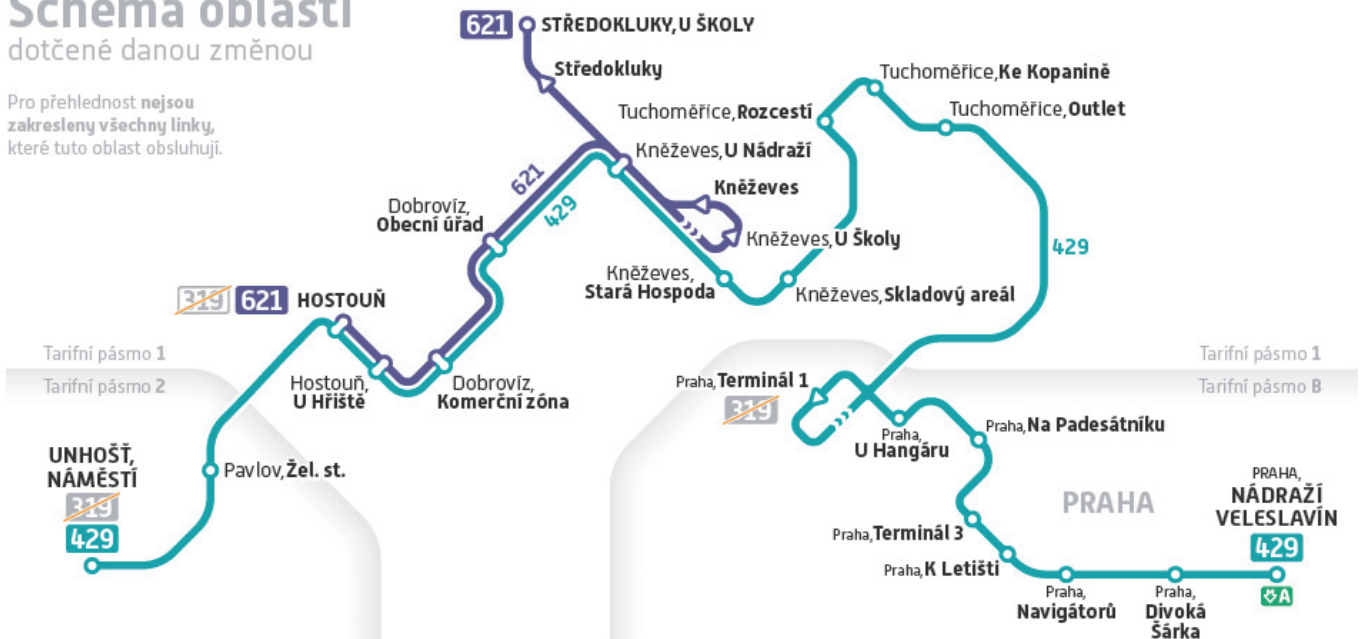 Schéma oblasti
dotčené danou změnou
Pro přehlednost nejsou
zakresleny všechny linky,
které tuto oblast obsluhují.
621 STŘEDOKLUKY, U ŠKOLY
Středokluky
Tuchoměřice, Ke Kopanině
Tuchoměřice, Rozcestí
Tuchoměřice, Outlet
Kněževes, U Nádraží
Kněževes
621
429
Dobrovíz,
Obecní úřad
Kněževes, U Školy
429
Kněževes,
Stará Hospoda
Kněževes, Skladový areál
319 621 HOSTOUŇ
Tarifní pásmo 1
Tarifní pásmo 2
Hostouň,
U Hřiště
Dobrovíz,
Komerční zóna
Tarifní pásmo 1
Tarifní pásmo B
Praha, Terminál 1
319
Praha,
U Hangáru
Praha, Na Padesátníku
UNHOŠŤ,
NÁMĚSTÍ
319
429
Pavlov, Žel. st.
PRAHA
PRAHA,
NÁDRAŽÍ
VELESLAVÍN
429
A
Praha, Terminál 3
Praha, K Letišti
Praha,
Navigátorů
Praha,
Divoká
Šárka